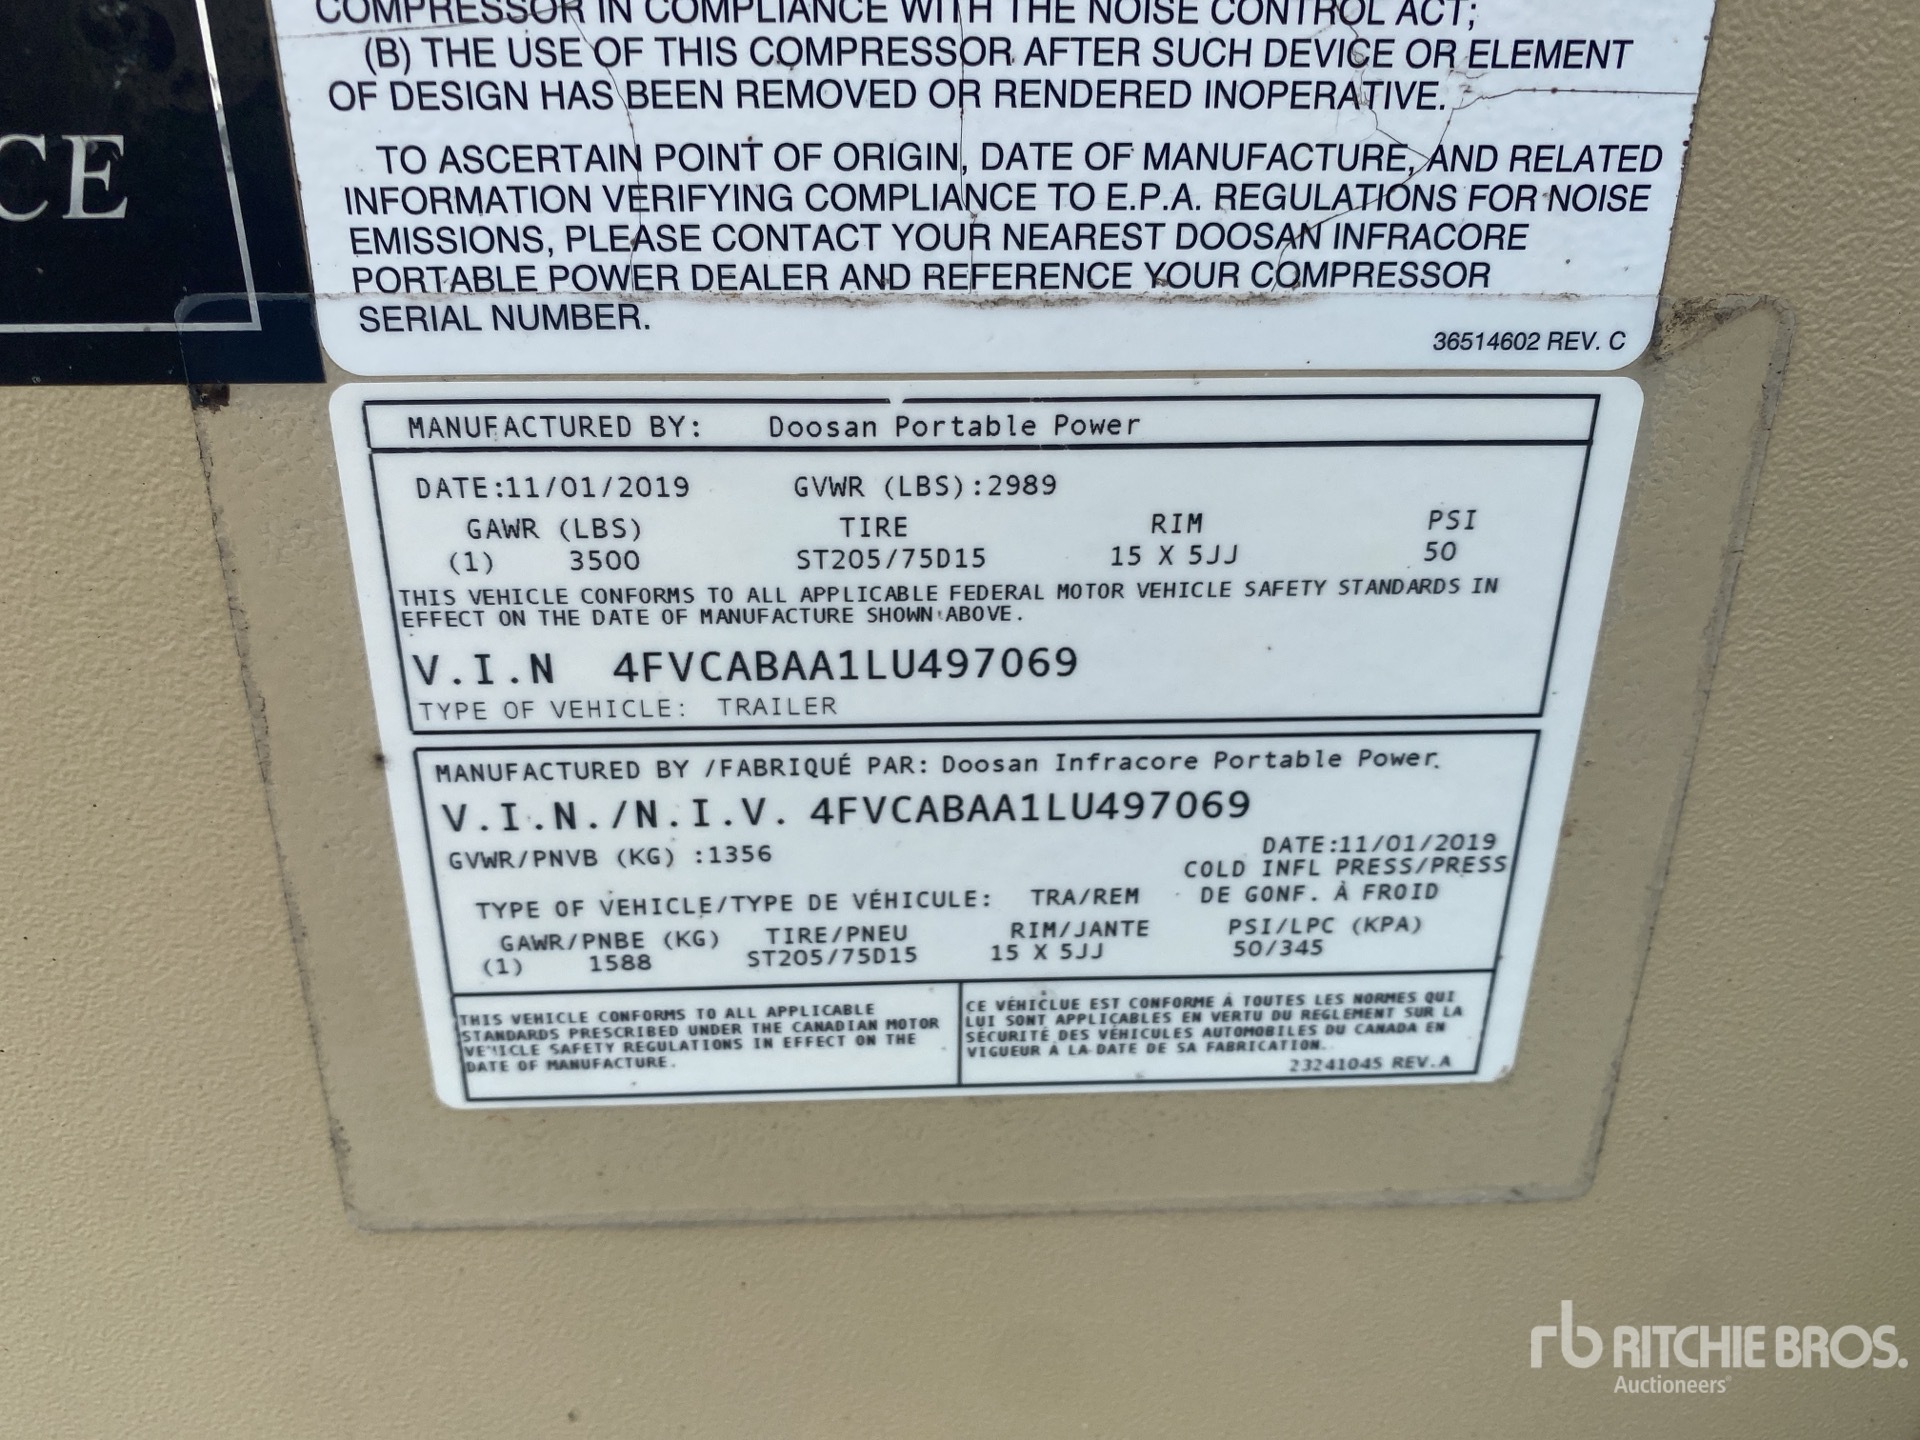 CE
COMPRESSOR IN COMPLIANCE WITH THE NOISE CONTROL ACT;
(B) THE USE OF THIS COMPRESSOR AFTER SUCH DEVICE OR ELEMENT
OF DESIGN HAS BEEN REMOVED OR RENDERED INOPERATIVE.
TO ASCERTAIN POINT OF ORIGIN, DATE OF MANUFACTURE, AND RELATED
INFORMATION VERIFYING COMPLIANCE TO E.P.A. REGULATIONS FOR NOISE
EMISSIONS, PLEASE CONTACT YOUR NEAREST DOOSAN INFRACORE
PORTABLE POWER DEALER AND REFERENCE YOUR COMPRESSOR
SERIAL NUMBER.
36514602 REV. C
MANUFACTURED BY: Doosan Portable Power
DATE:11/01/2019 GVWR (LBS):2989
GAWR (LBS) TIRE RIM PSI
(1) 3500 ST205/75D15 15 X 5JJ 50
THIS VEHICLE CONFORMS TO ALL APPLICABLE FEDERAL MOTOR VEHICLE SAFETY STANDARDS IN
EFFECT ON THE DATE OF MANUFACTURE SHOWN ABOVE.
V.I.N 4FVCABAA1LU497069
TYPE OF VEHICLE: TRAILER
MANUFACTURED BY /FABRIQUÉ PAR: Doosan Infracore Portable Power.
V.I.N./N.I.V. 4FVCABAA1LU497069
GVWR/PNVB (KG) :1356 DATE:11/01/2019
COLD INFL PRESS/PRESS
TYPE OF VEHICLE/TYPE DE VÉHICULE: TRA/REM DE GONF. À FROID
GAWR/PNBE (KG) TIRE/PNEU RIM/JANTE PSI/LPC (KPA)
(1) 1588 ST205/75D15 15 X 5JJ 50/345
THIS VEHICLE CONFORMS TO ALL APPLICABLE
STANDARDS PRESCRIBED UNDER THE CANADIAN MOTOR
VEHICLE SAFETY REGULATIONS IN EFFECT ON THE
DATE OF MANUFACTURE.
CE VÉHICLUE EST CONFORME À TOUTES LES NORMES QUI
LUI SONT APPLICABLES EN VERTU DU REGLEMENT SUR LA
SÉCURITÉ DES VÉHICULES AUTOMOBILES DU CANADA EN
VIGUEUR À LA DATE DE SA FABRICATION.
23241045 REV.A
rb RITCHIE BROS.
Auctioneers